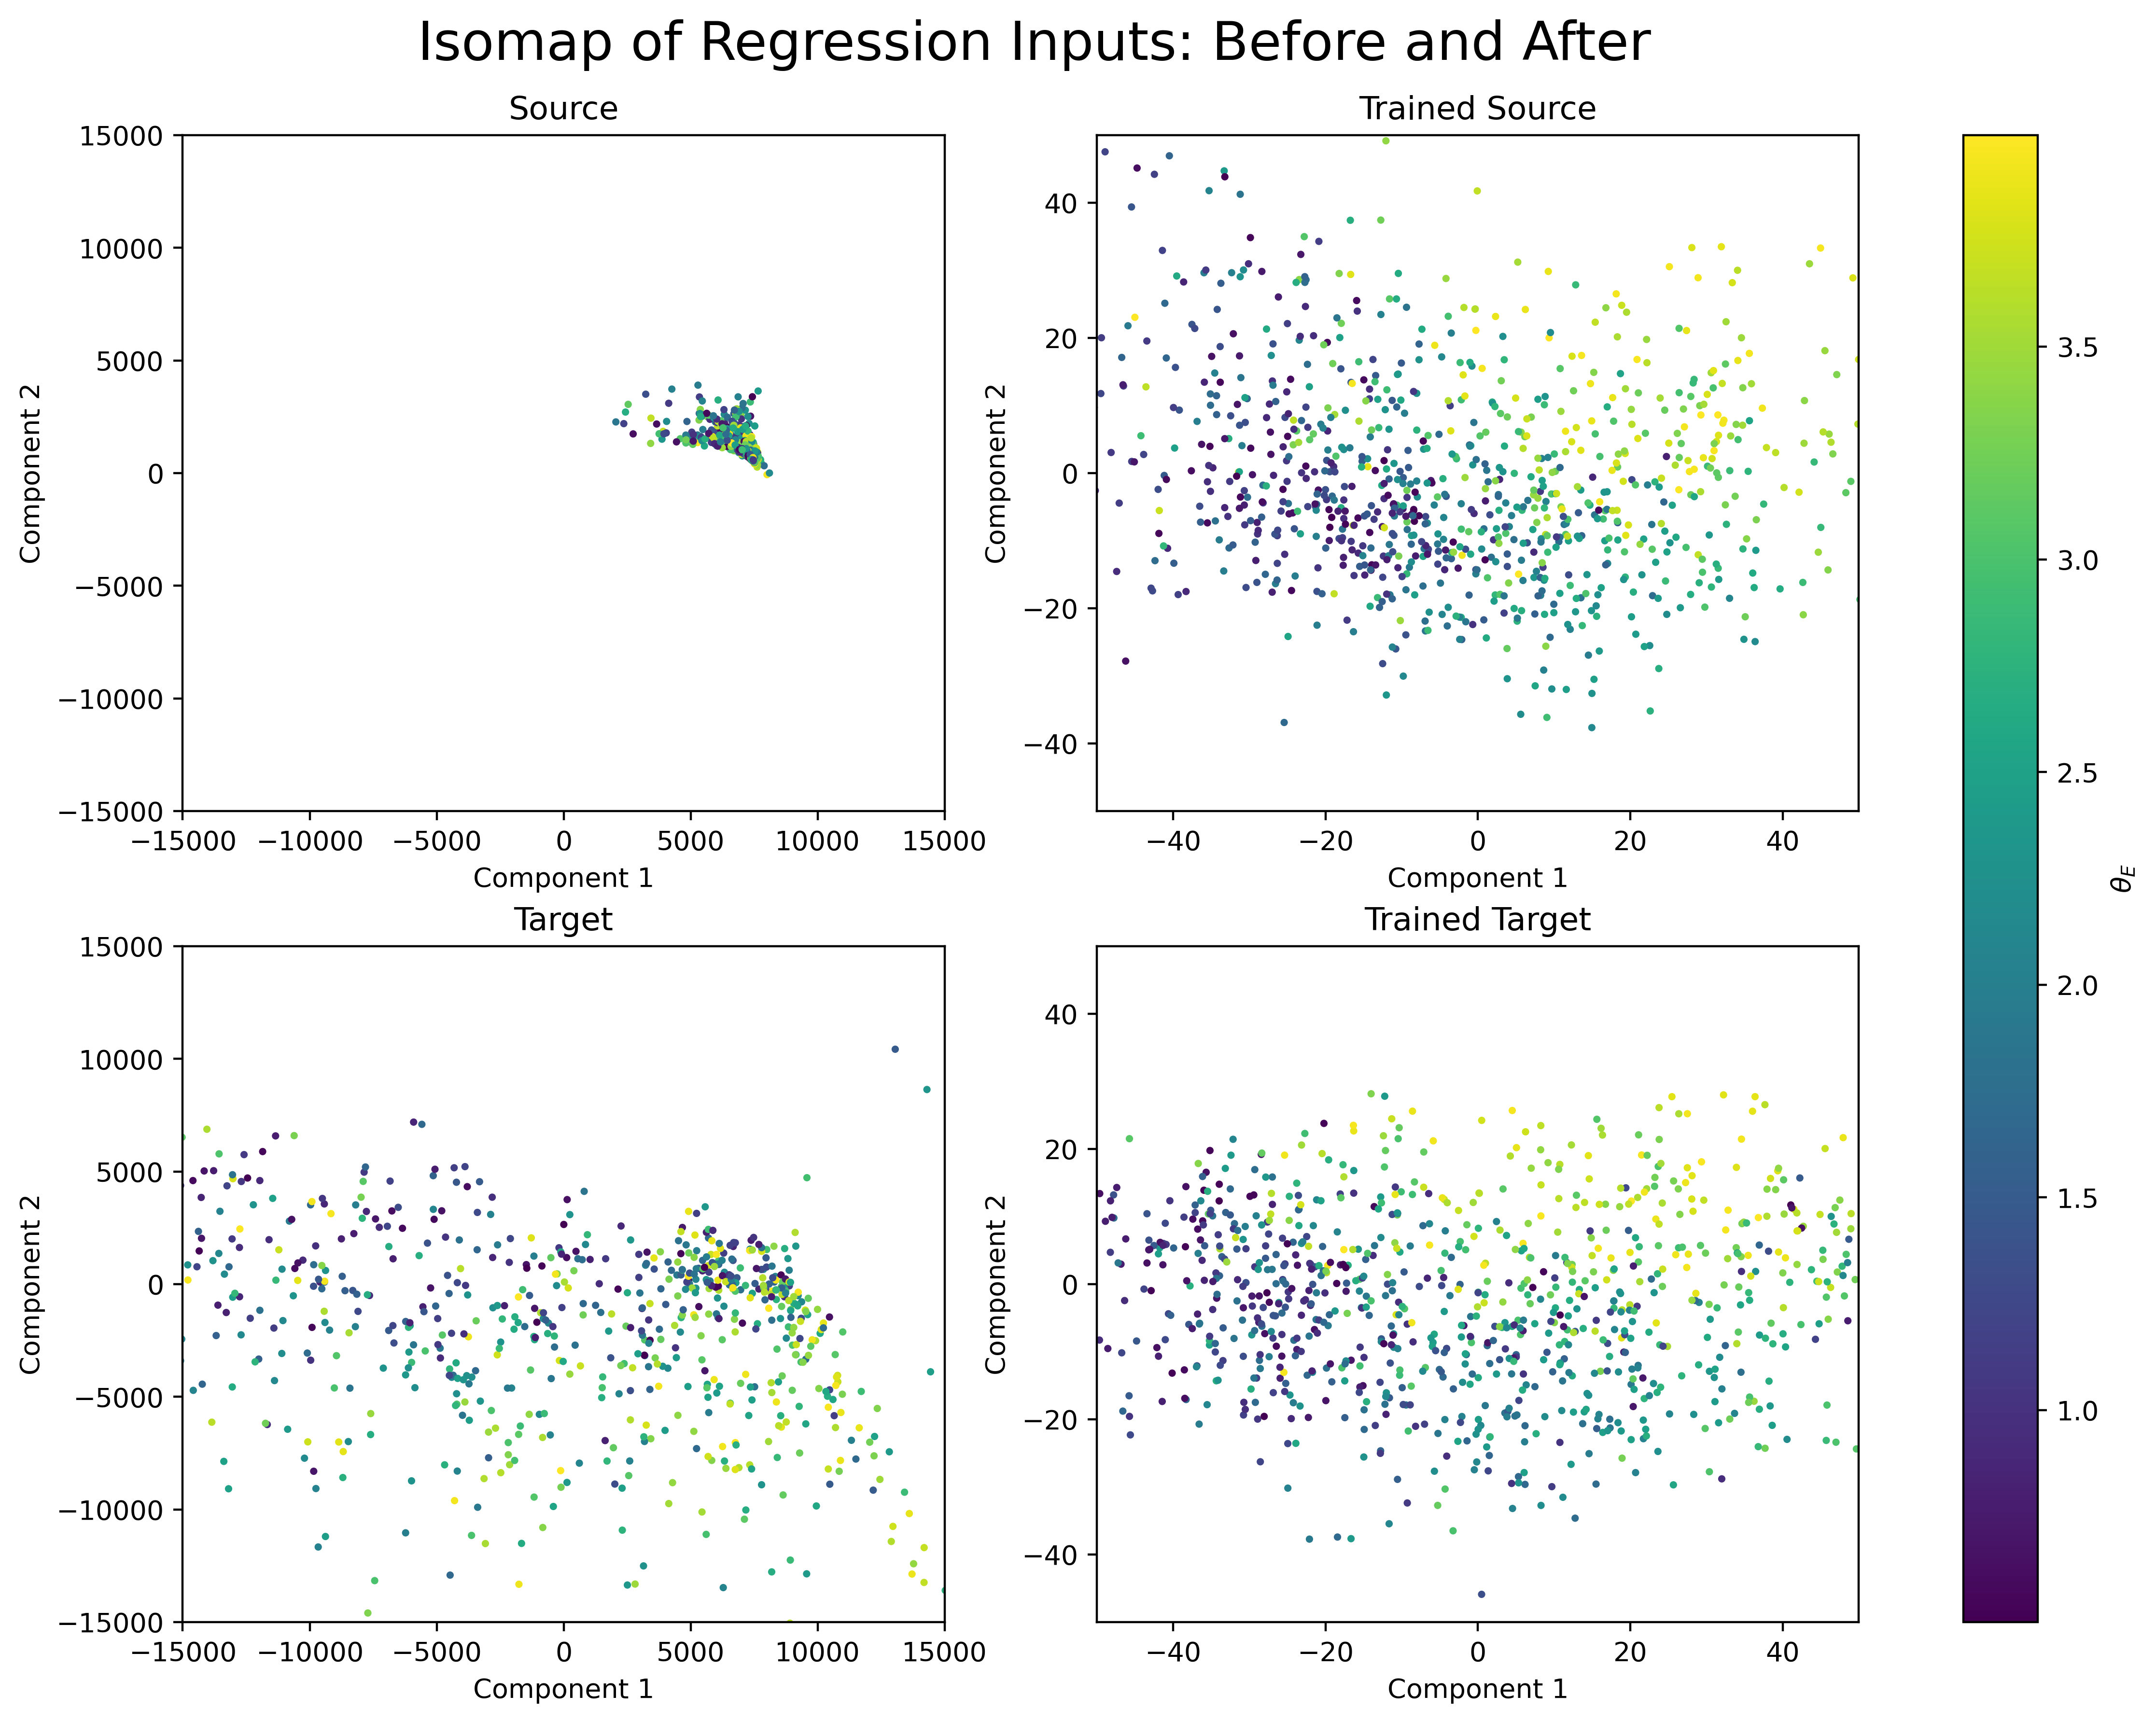 Isomap of Regression Inputs: Before and After
Source
15000
10000
5000
0
−5000
−10000
−15000
Component 2
−15000 −10000 −5000 0 5000 10000 15000
Component 1
Trained Source
40
20
0
−20
−40
Component 2
−40 −20 0 20 40
Component 1
Target
15000
10000
5000
0
−5000
−10000
−15000
Component 2
−15000 −10000 −5000 0 5000 10000 15000
Component 1
Trained Target
40
20
0
−20
−40
Component 2
−40 −20 0 20 40
Component 1
3.5
3.0
2.5
2.0
1.5
1.0
θE